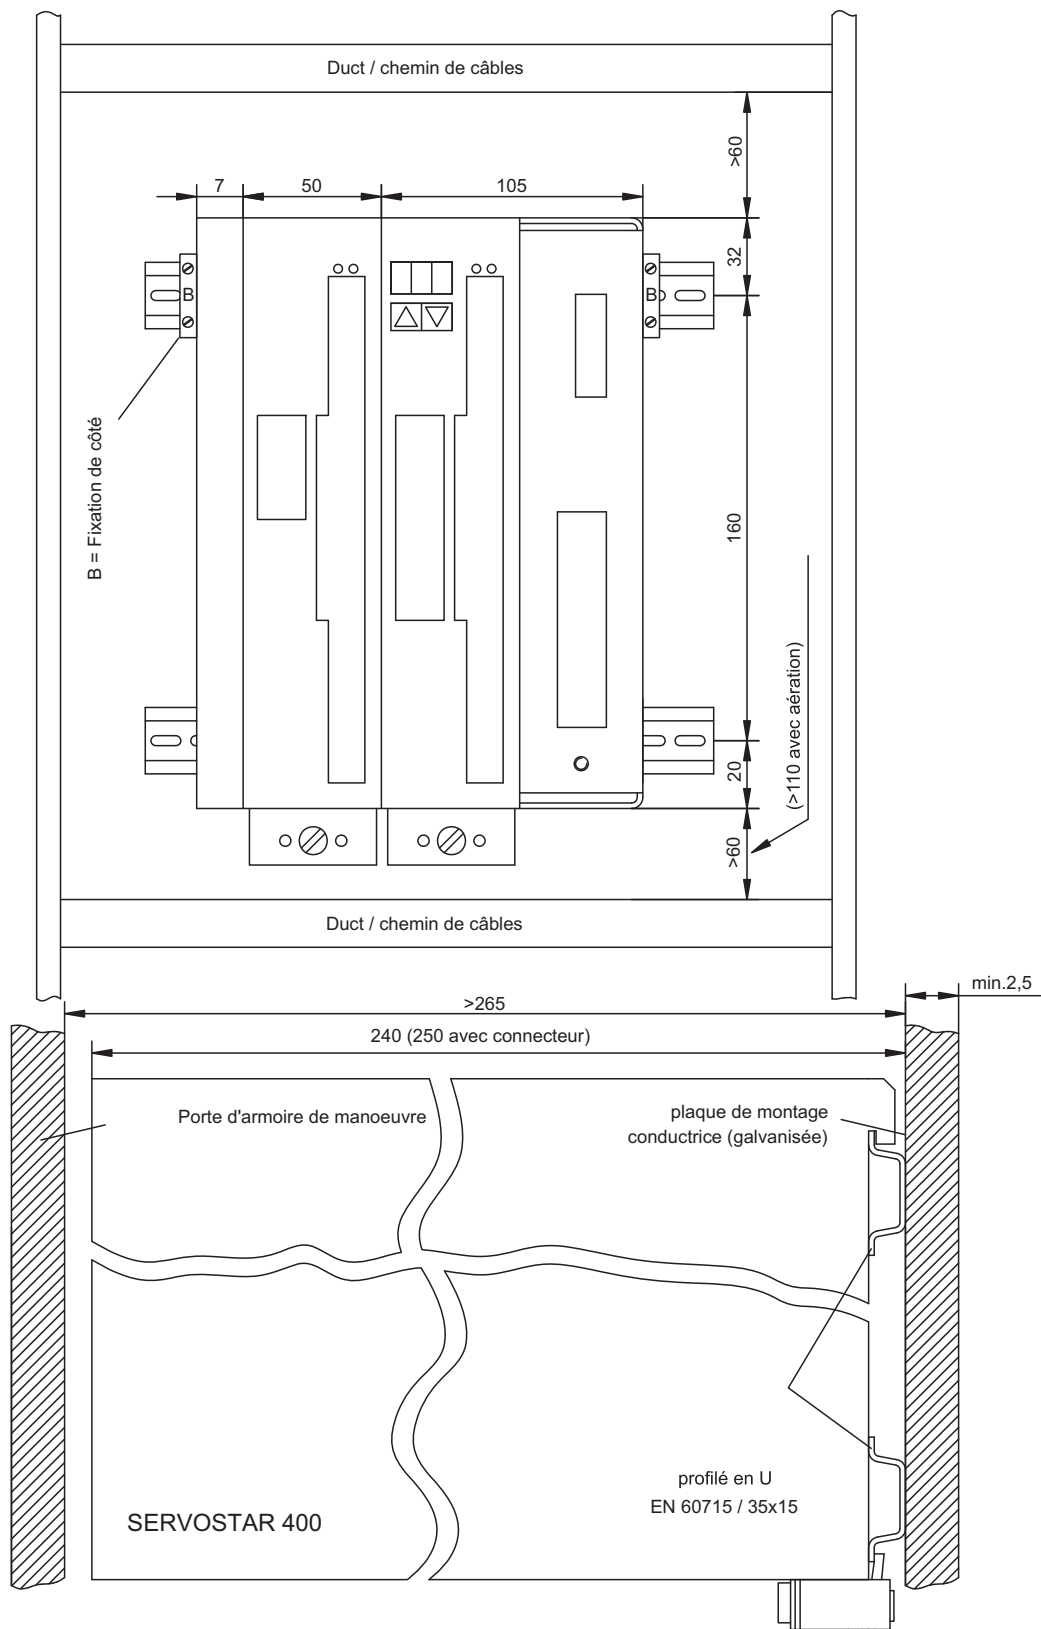 Duct / chemin de câbles
>60
7
50
105
32
B
B
B = Fixation de côté
160
(>110 avec aération)
20
>60
Duct / chemin de câbles
min.2,5
>265
240 (250 avec connecteur)
Porte d'armoire de manoeuvre
plaque de montage
conductrice (galvanisée)
profilé en U
EN 60715 / 35x15
SERVOSTAR 400